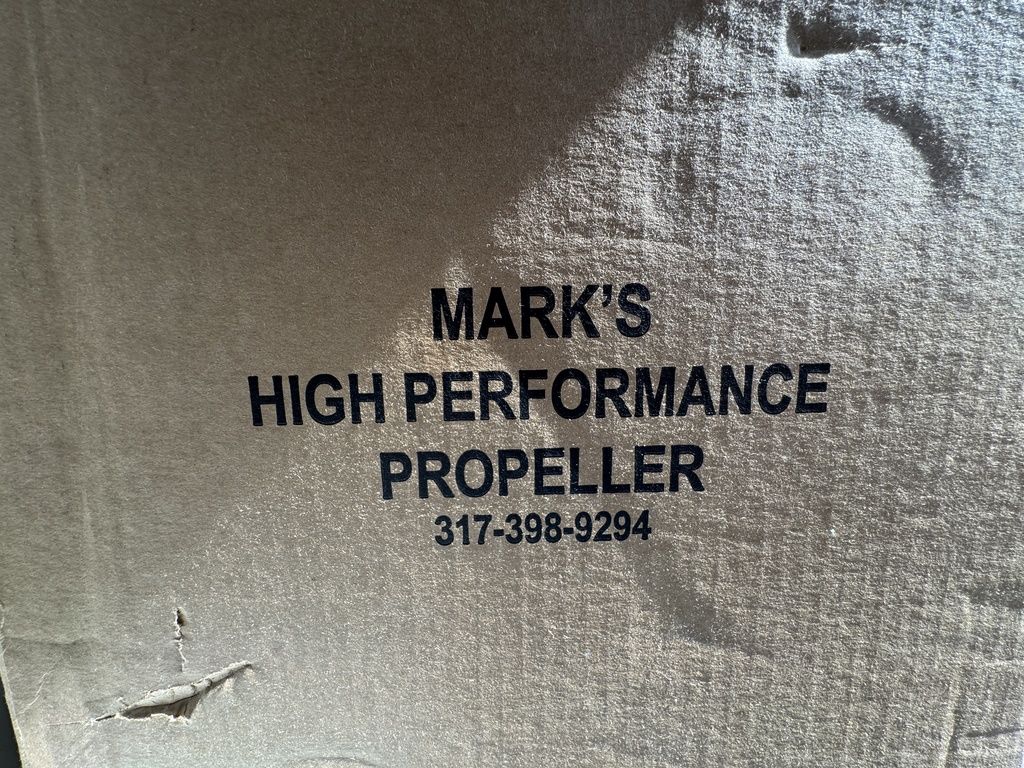 MARK'S
HIGH PERFORMANCE
PROPELLER
317-398-9294